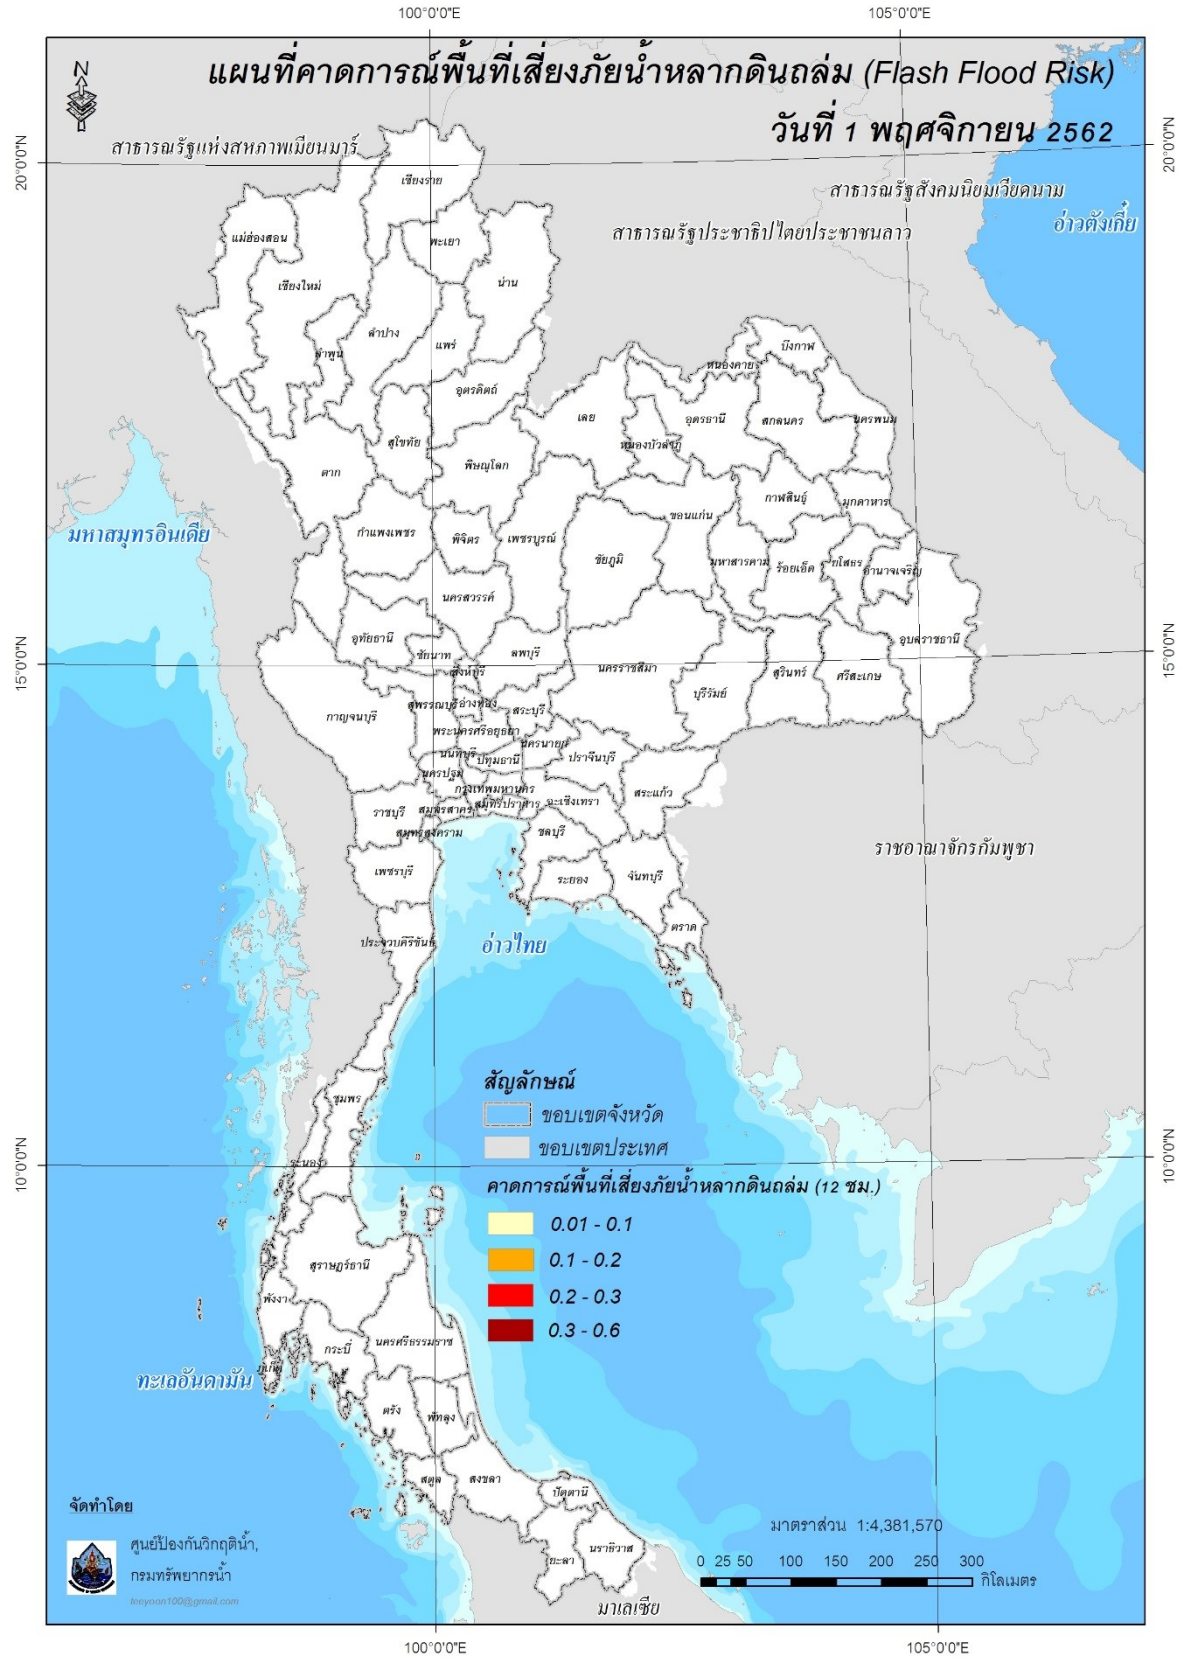 100°0'0"E
105°0'0"E
แผนที่คาดการณ์พื้นที่เสี่ยงภัยน้ำหลากดินถล่ม (Flash Flood Risk)
วันที่ 1 พฤศจิกายน 2562
N
20°0'0"N
20°0'0"N
สาธารณรัฐแห่งสหภาพเมียนมาร์
สาธารณรัฐสังคมนิยมเวียดนาม
สาธารณรัฐประชาธิปไตยประชาชนลาว
อ่าวตังเกี๋ย
เชียงราย
แม่ฮ่องสอน
พะเยา
เชียงใหม่
น่าน
ลำปาง
ลำพูน
แพร่
บึงกาฬ
หนองคาย
อุตรดิตถ์
เลย
อุดรธานี
สกลนคร
นครพนม
สุโขทัย
หนองบัวลำภู
ตาก
พิษณุโลก
กาฬสินธุ์
มุกดาหาร
ขอนแก่น
มหาสมุทรอินเดีย
กำแพงเพชร
พิจิตร
เพชรบูรณ์
ชัยภูมิ
มหาสารคาม
ร้อยเอ็ด
ยโสธร
อำนาจเจริญ
นครสวรรค์
อุทัยธานี
ชัยนาท
ลพบุรี
อุบลราชธานี
15°0'0"N
15°0'0"N
สิงห์บุรี
นครราชสีมา
สุรินทร์
ศรีสะเกษ
บุรีรัมย์
กาญจนบุรี
สุพรรณบุรี
อ่างทอง
สระบุรี
พระนครศรีอยุธยา
นครนายก
นนทบุรี
ปทุมธานี
ปราจีนบุรี
นครปฐม
กรุงเทพมหานคร
สระแก้ว
ราชบุรี
สมุทรสาคร
สมุทรปราการ
ฉะเชิงเทรา
สมุทรสงคราม
ชลบุรี
ราชอาณาจักรกัมพูชา
เพชรบุรี
ระยอง
จันทบุรี
ตราด
ประจวบคีรีขันธ์
อ่าวไทย
สัญลักษณ์
ขอบเขตจังหวัด
ขอบเขตประเทศ
คาดการณ์พื้นที่เสี่ยงภัยน้ำหลากดินถล่ม (12 ชม.)
0.01 - 0.1
0.1 - 0.2
0.2 - 0.3
0.3 - 0.6
ชุมพร
ระนอง
10°0'0"N
10°0'0"N
สุราษฎร์ธานี
พังงา
นครศรีธรรมราช
กระบี่
ภูเก็ต
ทะเลอันดามัน
ตรัง
พัทลุง
สตูล
สงขลา
ปัตตานี
ยะลา
นราธิวาส
มาเลเซีย
จัดทำโดย
ศูนย์ป้องกันวิกฤติน้ำ,
กรมทรัพยากรน้ำ
teeynon100@gmail.com
มาตราส่วน 1:4,381,570
0 25 50 100 150 200 250 300
กิโลเมตร
100°0'0"E
105°0'0"E